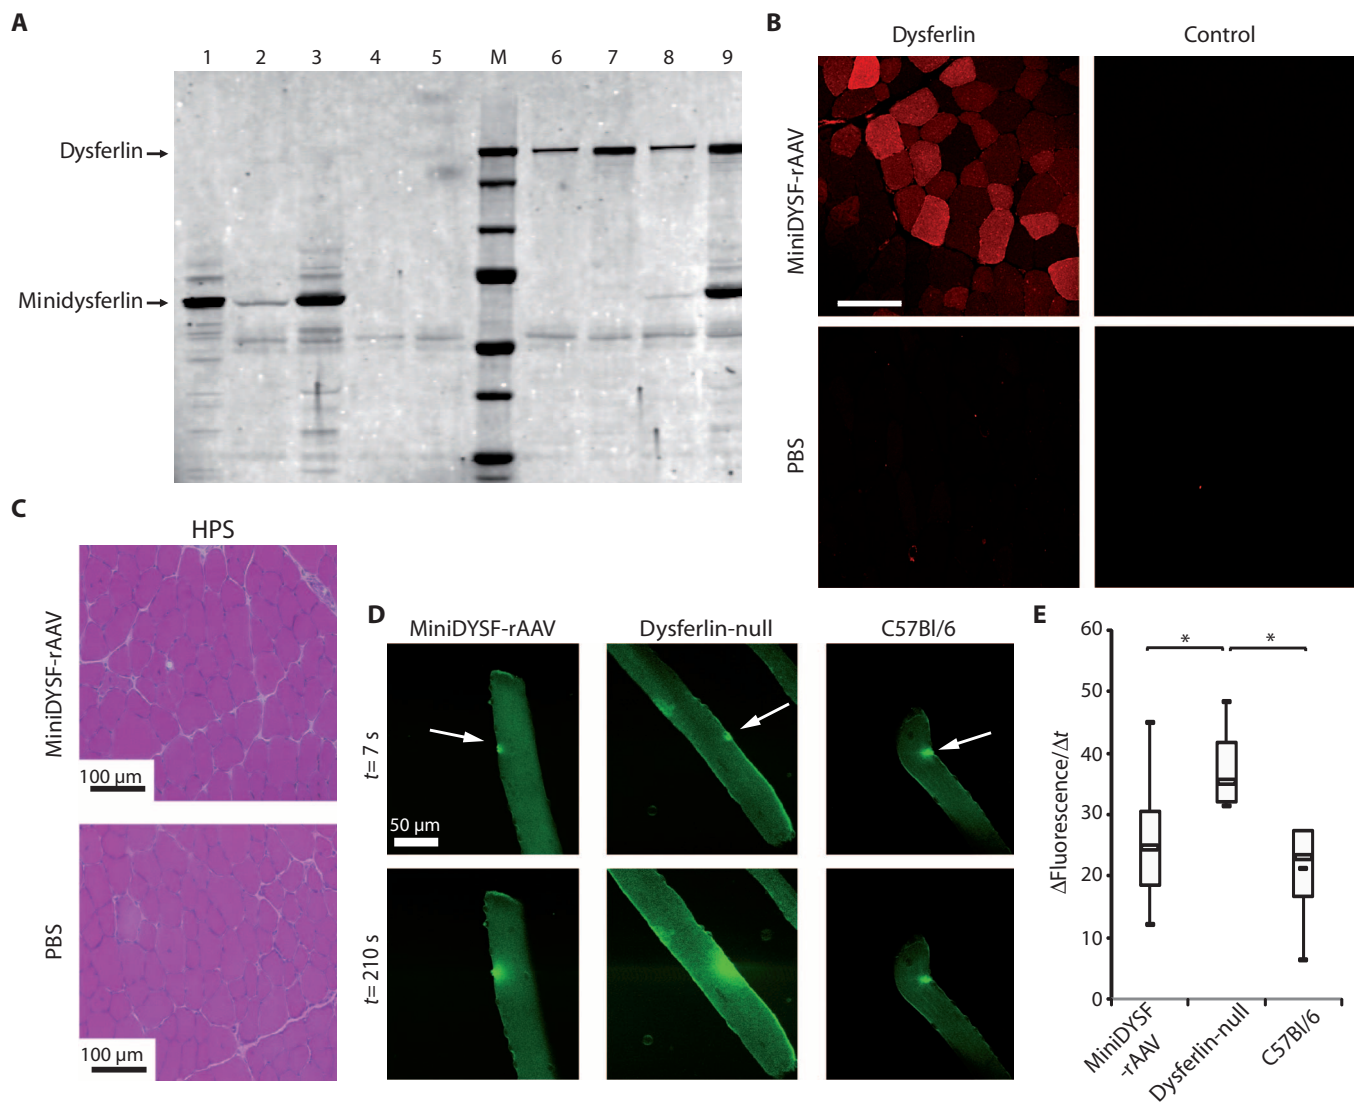 A
1 2 3 4 5 M 6 7 8 9
Dysferlin
Minidysferlin
B
Dysferlin Control
MiniDYSF-rAAV
PBS
C
HPS
MiniDYSF-rAAV
100 µm
PBS
100 µm
D
MiniDYSF-rAAV Dysferlin-null C57Bl/6
t= 7 s
50 µm
t= 210 s
E
ΔFluorescence/Δt
60
50
40
30
20
10
0
* *
MiniDYSF
-rAAV
Dysferlin-null
C57Bl/6